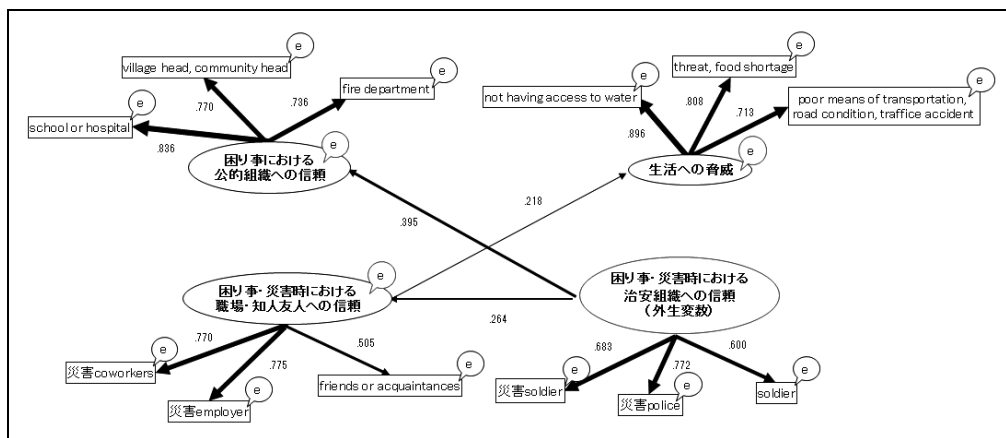 e
e
village head, community head
threat, food shortage
e
e
e
.770
.736
fire department
not having access to water
.808
poor means of transportation,
road condition, traffice accident
e
school or hospital
.713
.836
.896
e
e
困り事における
公的組織への信頼
生活への脅威
.218
.395
e
困り事・災害時における
職場・知人友人への信頼
困り事・災害時における
治安組織への信頼
(外生変数)
.264
.770
.505
.683
.600
e
.775
e
.772
e
e
災害coworkers
e
friends or acquaintances
災害soldier
e
soldier
災害employer
災害police